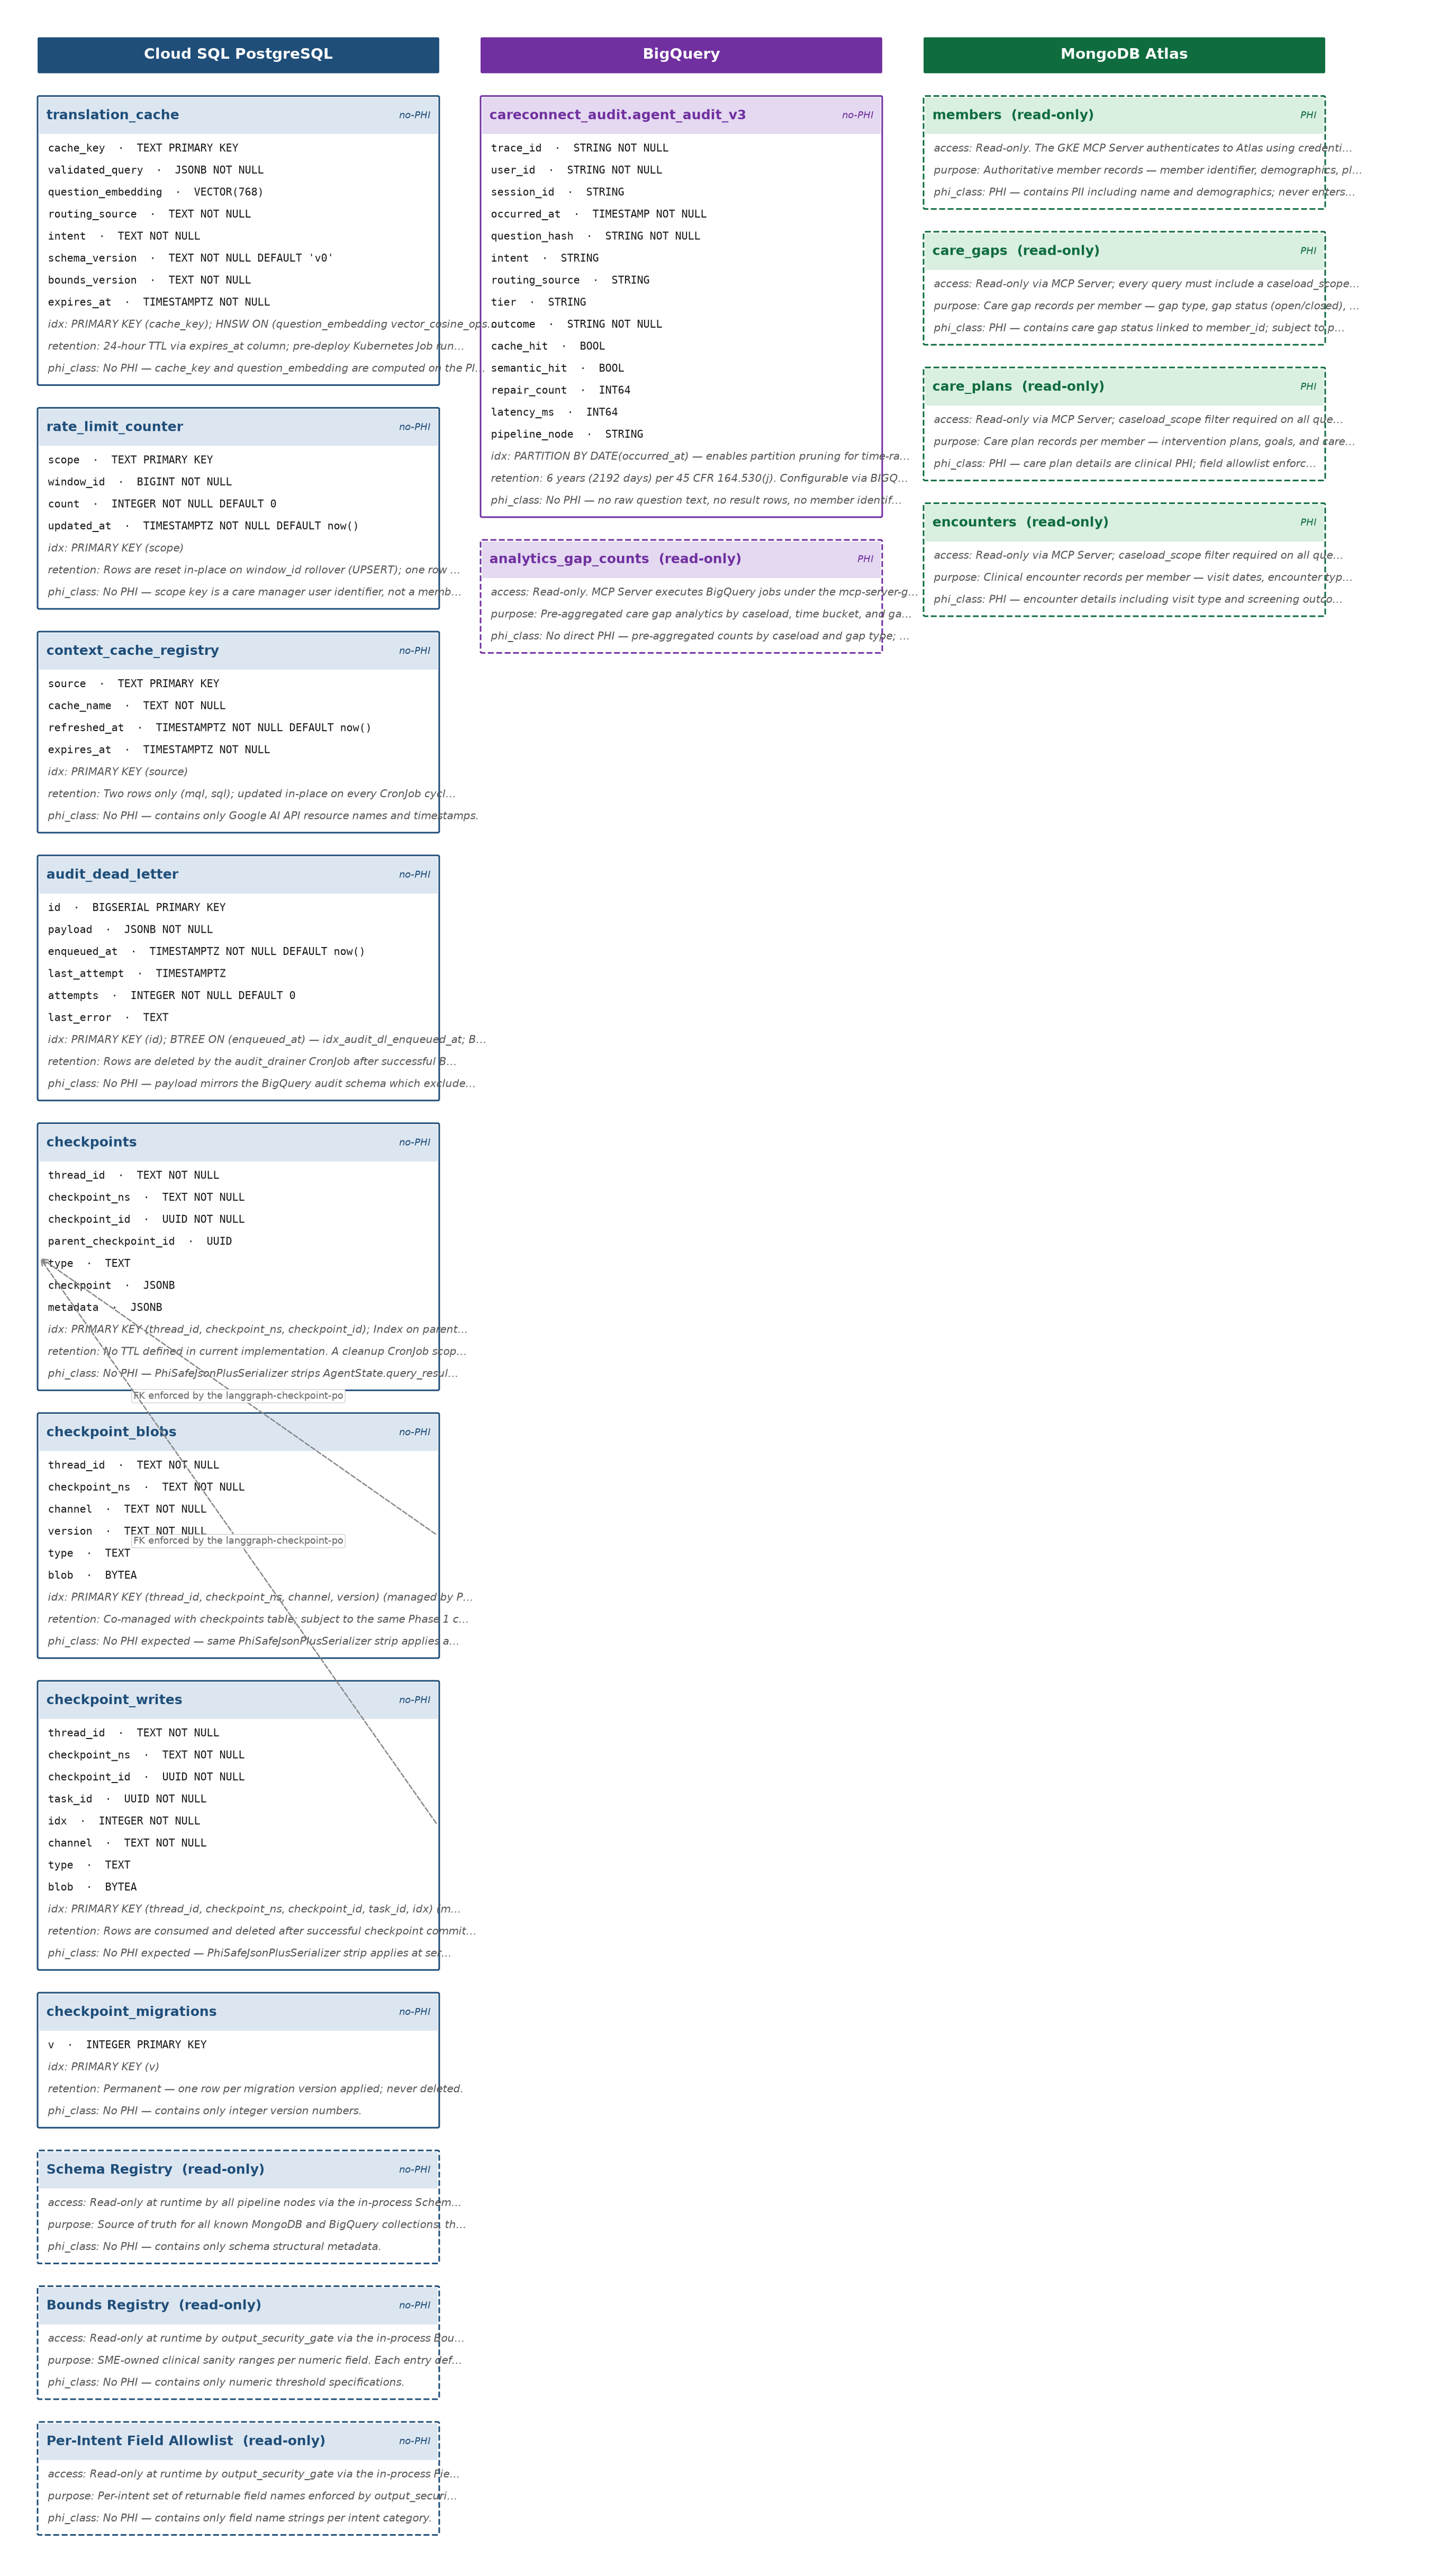 Cloud SQL PostgreSQL
translation_cache
no-PHI
cache_key · TEXT PRIMARY KEY
validated_query · JSONB NOT NULL
question_embedding · VECTOR(768)
routing_source · TEXT NOT NULL
intent · TEXT NOT NULL
schema_version · TEXT NOT NULL DEFAULT 'v0'
bounds_version · TEXT NOT NULL
expires_at · TIMESTAMPTZ NOT NULL
idx: PRIMARY KEY (cache_key); HNSW ON (question_embedding vector_cosine_ops…
retention: 24-hour TTL via expires_at column; pre-deploy Kubernetes Job run…
phi_class: No PHI — cache_key and question_embedding are computed on the PI…
rate_limit_counter
no-PHI
scope · TEXT PRIMARY KEY
window_id · BIGINT NOT NULL
count · INTEGER NOT NULL DEFAULT 0
updated_at · TIMESTAMPTZ NOT NULL DEFAULT now()
idx: PRIMARY KEY (scope)
retention: Rows are reset in-place on window_id rollover (UPSERT); one row …
phi_class: No PHI — scope key is a care manager user identifier, not a memb…
context_cache_registry
no-PHI
source · TEXT PRIMARY KEY
cache_name · TEXT NOT NULL
refreshed_at · TIMESTAMPTZ NOT NULL DEFAULT now()
expires_at · TIMESTAMPTZ NOT NULL
idx: PRIMARY KEY (source)
retention: Two rows only (mql, sql); updated in-place on every CronJob cycl…
phi_class: No PHI — contains only Google AI API resource names and timestamps.
audit_dead_letter
no-PHI
id · BIGSERIAL PRIMARY KEY
payload · JSONB NOT NULL
enqueued_at · TIMESTAMPTZ NOT NULL DEFAULT now()
last_attempt · TIMESTAMPTZ
attempts · INTEGER NOT NULL DEFAULT 0
last_error · TEXT
idx: PRIMARY KEY (id); BTREE ON (enqueued_at) — idx_audit_dl_enqueued_at; B…
retention: Rows are deleted by the audit_drainer CronJob after successful B…
phi_class: No PHI — payload mirrors the BigQuery audit schema which exclude…
checkpoints
no-PHI
thread_id · TEXT NOT NULL
checkpoint_ns · TEXT NOT NULL
checkpoint_id · UUID NOT NULL
parent_checkpoint_id · UUID
type · TEXT
checkpoint · JSONB
metadata · JSONB
idx: PRIMARY KEY (thread_id, checkpoint_ns, checkpoint_id); Index on parent…
retention: No TTL defined in current implementation. A cleanup CronJob scop…
phi_class: No PHI — PhiSafeJsonPlusSerializer strips AgentState.query_resul…
FK enforced by the langgraph-checkpoint-po
checkpoint_blobs
no-PHI
thread_id · TEXT NOT NULL
checkpoint_ns · TEXT NOT NULL
channel · TEXT NOT NULL
version · TEXT NOT NULL
FK enforced by the langgraph-checkpoint-po
type · TEXT
blob · BYTEA
idx: PRIMARY KEY (thread_id, checkpoint_ns, channel, version) (managed by P…
retention: Co-managed with checkpoints table; subject to the same Phase 1 c…
phi_class: No PHI expected — same PhiSafeJsonPlusSerializer strip applies a…
checkpoint_writes
no-PHI
thread_id · TEXT NOT NULL
checkpoint_ns · TEXT NOT NULL
checkpoint_id · UUID NOT NULL
task_id · UUID NOT NULL
idx · INTEGER NOT NULL
channel · TEXT NOT NULL
type · TEXT
blob · BYTEA
idx: PRIMARY KEY (thread_id, checkpoint_ns, checkpoint_id, task_id, idx) (m…
retention: Rows are consumed and deleted after successful checkpoint commit…
phi_class: No PHI expected — PhiSafeJsonPlusSerializer strip applies at ser…
checkpoint_migrations
no-PHI
v · INTEGER PRIMARY KEY
idx: PRIMARY KEY (v)
retention: Permanent — one row per migration version applied; never deleted.
phi_class: No PHI — contains only integer version numbers.
Schema Registry (read-only)
no-PHI
access: Read-only at runtime by all pipeline nodes via the in-process Schem…
purpose: Source of truth for all known MongoDB and BigQuery collections, th…
phi_class: No PHI — contains only schema structural metadata.
Bounds Registry (read-only)
no-PHI
access: Read-only at runtime by output_security_gate via the in-process Bou…
purpose: SME-owned clinical sanity ranges per numeric field. Each entry def…
phi_class: No PHI — contains only numeric threshold specifications.
Per-Intent Field Allowlist (read-only)
no-PHI
access: Read-only at runtime by output_security_gate via the in-process Fie…
purpose: Per-intent set of returnable field names enforced by output_securi…
phi_class: No PHI — contains only field name strings per intent category.
BigQuery
careconnect_audit.agent_audit_v3
no-PHI
trace_id · STRING NOT NULL
user_id · STRING NOT NULL
session_id · STRING
occurred_at · TIMESTAMP NOT NULL
question_hash · STRING NOT NULL
intent · STRING
routing_source · STRING
tier · STRING
outcome · STRING NOT NULL
cache_hit · BOOL
semantic_hit · BOOL
repair_count · INT64
latency_ms · INT64
pipeline_node · STRING
idx: PARTITION BY DATE(occurred_at) — enables partition pruning for time-ra…
retention: 6 years (2192 days) per 45 CFR 164.530(j). Configurable via BIGQ…
phi_class: No PHI — no raw question text, no result rows, no member identif…
analytics_gap_counts (read-only)
PHI
access: Read-only. MCP Server executes BigQuery jobs under the mcp-server-g…
purpose: Pre-aggregated care gap analytics by caseload, time bucket, and ga…
phi_class: No direct PHI — pre-aggregated counts by caseload and gap type; …
MongoDB Atlas
members (read-only)
PHI
access: Read-only. The GKE MCP Server authenticates to Atlas using credenti…
purpose: Authoritative member records — member identifier, demographics, pl…
phi_class: PHI — contains PII including name and demographics; never enters…
care_gaps (read-only)
PHI
access: Read-only via MCP Server; every query must include a caseload_scope…
purpose: Care gap records per member — gap type, gap status (open/closed), …
phi_class: PHI — contains care gap status linked to member_id; subject to p…
care_plans (read-only)
PHI
access: Read-only via MCP Server; caseload_scope filter required on all que…
purpose: Care plan records per member — intervention plans, goals, and care…
phi_class: PHI — care plan details are clinical PHI; field allowlist enforc…
encounters (read-only)
PHI
access: Read-only via MCP Server; caseload_scope filter required on all que…
purpose: Clinical encounter records per member — visit dates, encounter typ…
phi_class: PHI — encounter details including visit type and screening outco…